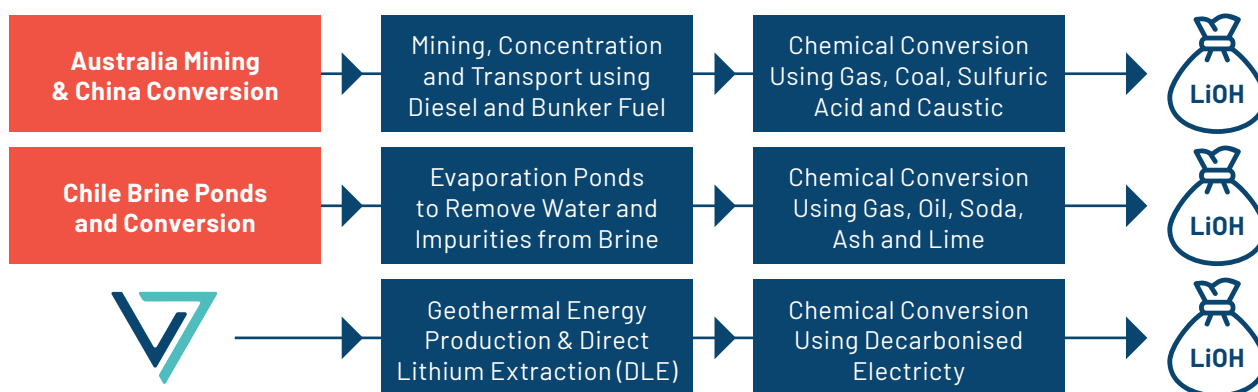 Australia Mining
& China Conversion
Mining, Concentration
and Transport using
Diesel and Bunker Fuel
Chemical Conversion
Using Gas, Coal, Sulfuric
Acid and Caustic
LiOH
Chile Brine Ponds
and Conversion
Evaporation Ponds
to Remove Water and
Impurities from Brine
Chemical Conversion
Using Gas, Oil, Soda,
Ash and Lime
LiOH
Geothermal Energy
Production & Direct
Lithium Extraction (DLE)
Chemical Conversion
Using Decarbonised
Electricty
LiOH